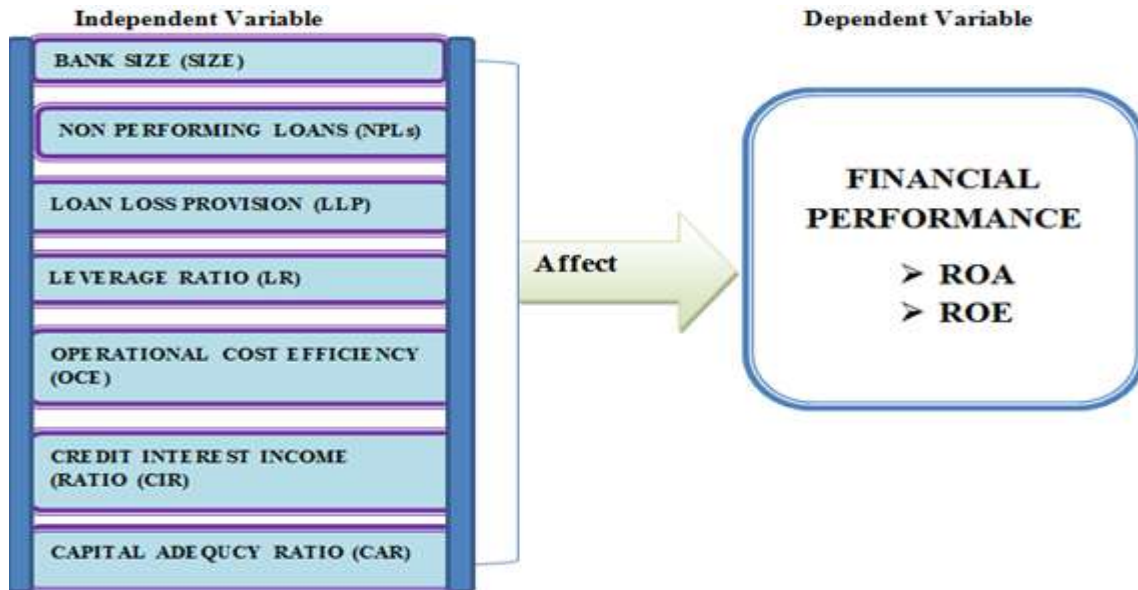 Independent Variable
Dependent Variable
BANK SIZE (SIZE)
NON PERFORMING LOANS (NPLs)
LOAN LOSS PROVISION (LLP)
LEVERAGE RATIO (LR)
OPERATIONAL COST EFFICIENCY
(OCE)
CREDIT INTEREST INCOME
(RATIO (CIR)
CAPITAL ADEQUCY RATIO (CAR)
Affect
FINANCIAL
PERFORMANCE
➢ ROA
➢ ROE